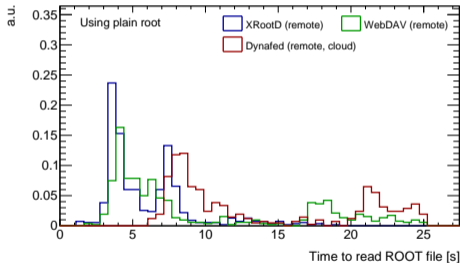 a.u.
Using plain root
XRootD (remote)
WebDAV (remote)
Dynafed (remote, cloud)
0.35
0.3
0.25
0.2
0.15
0.1
0.05
0
0 5 10 15 20 25
Time to read ROOT file [s]